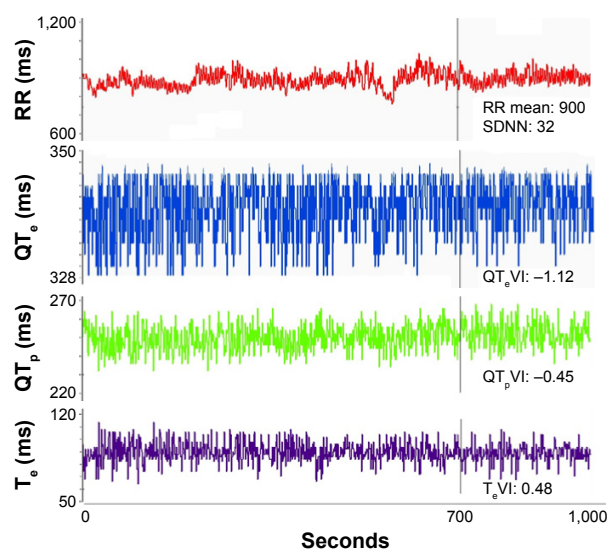 1,200
RR (ms)
600
RR mean: 900
SDNN: 32
350
QTe (ms)
328
QTeVI: –1.12
270
QTp (ms)
220
QTpVI: –0.45
120
Te (ms)
50
TeVI: 0.48
0
700
1,000
Seconds